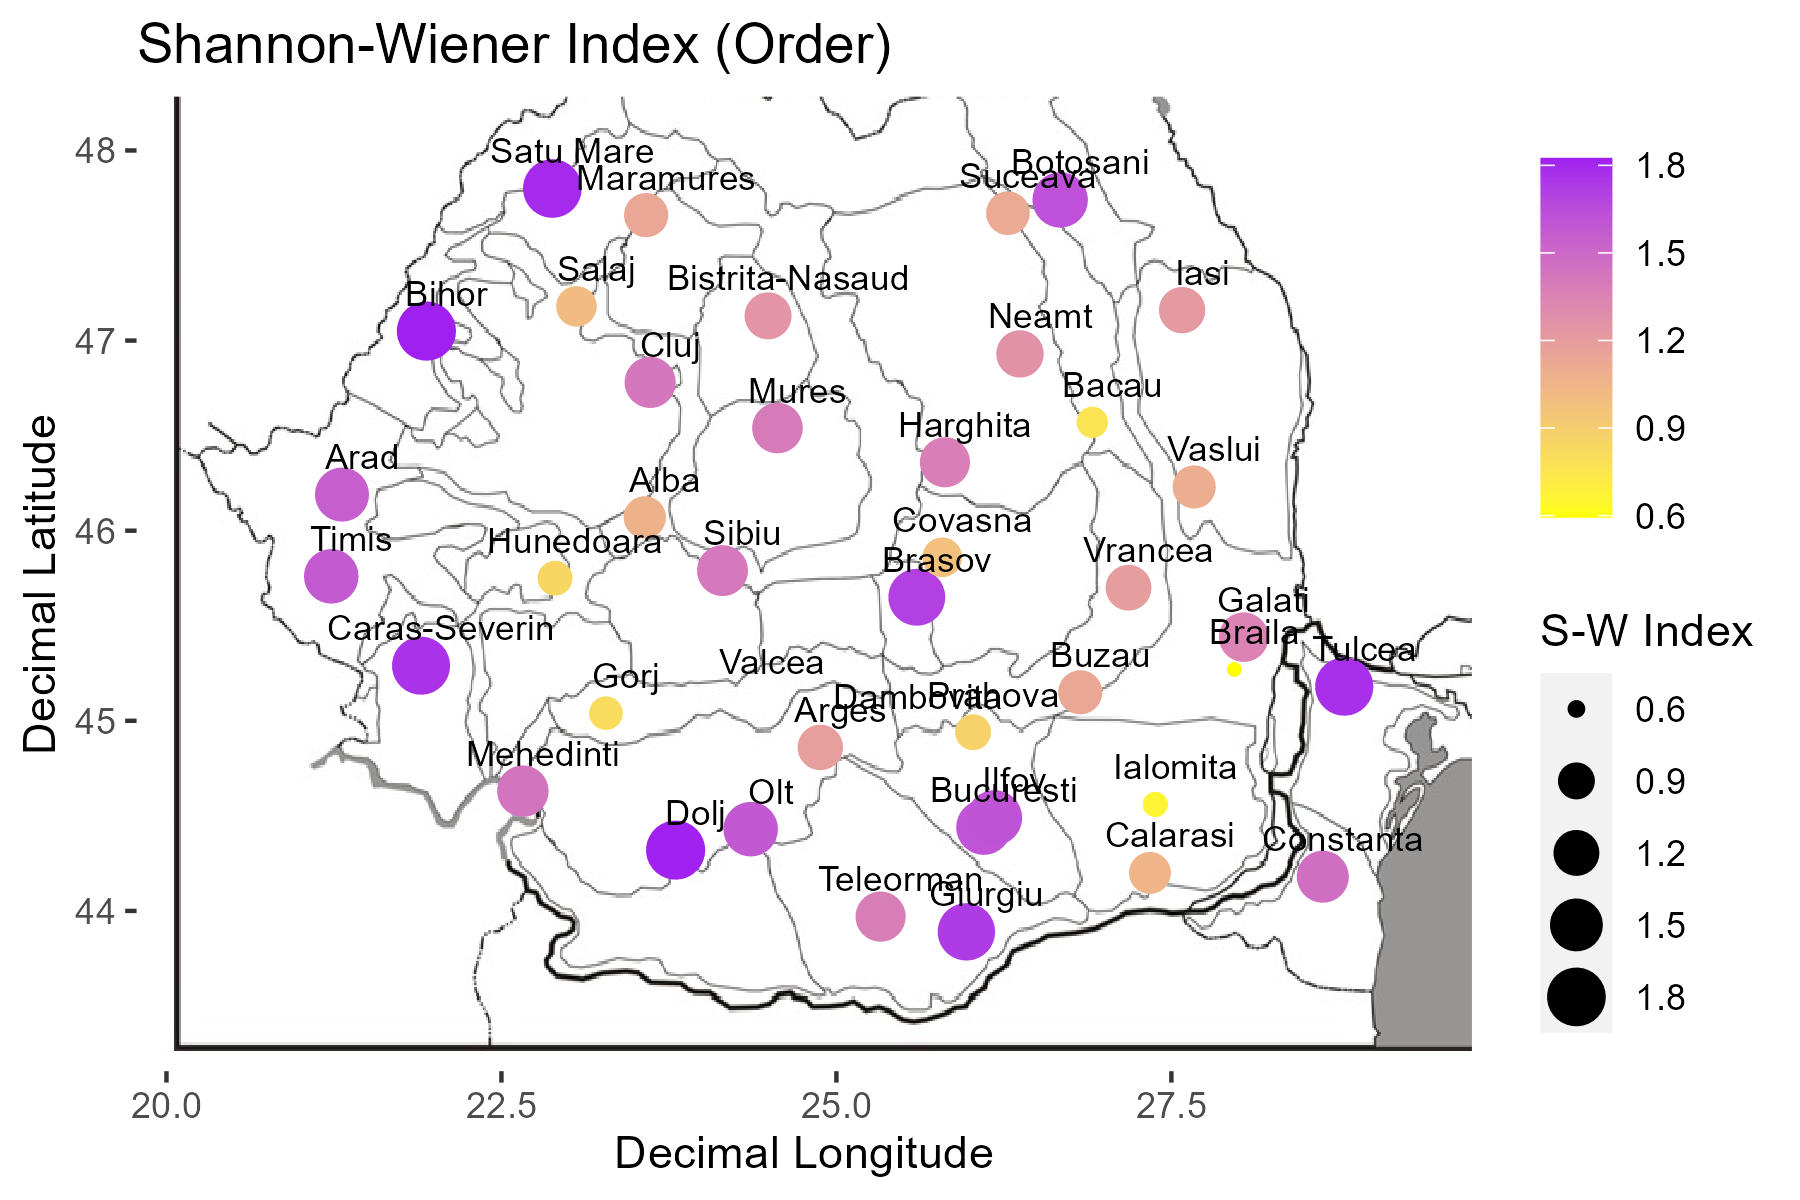 Shannon-Wiener Index (Order)
Decimal Latitude
48
47
46
45
44
Satu Mare
Maramures
Botosani
Suceava
Salaj
Bistrita-Nasaud
Iasi
Bihor
Neamt
Cluj
Bacau
Mures
Harghita
Vaslui
Arad
Alba
Covasna
Timis
Hunedoara
Sibiu
Brasov
Vrancea
Galati
Caras-Severin
Braila
Tulcea
Gorj
Valcea
Buzau
Dambovita
Prahova
Arges
Mehedinti
Ialomita
Ilfov
Olt
Bucuresti
Dolj
Calarasi
Constanta
Teleorman
Giurgiu
20.0
22.5
25.0
27.5
Decimal Longitude
1.8
1.5
1.2
0.9
0.6
S-W Index
0.6
0.9
1.2
1.5
1.8